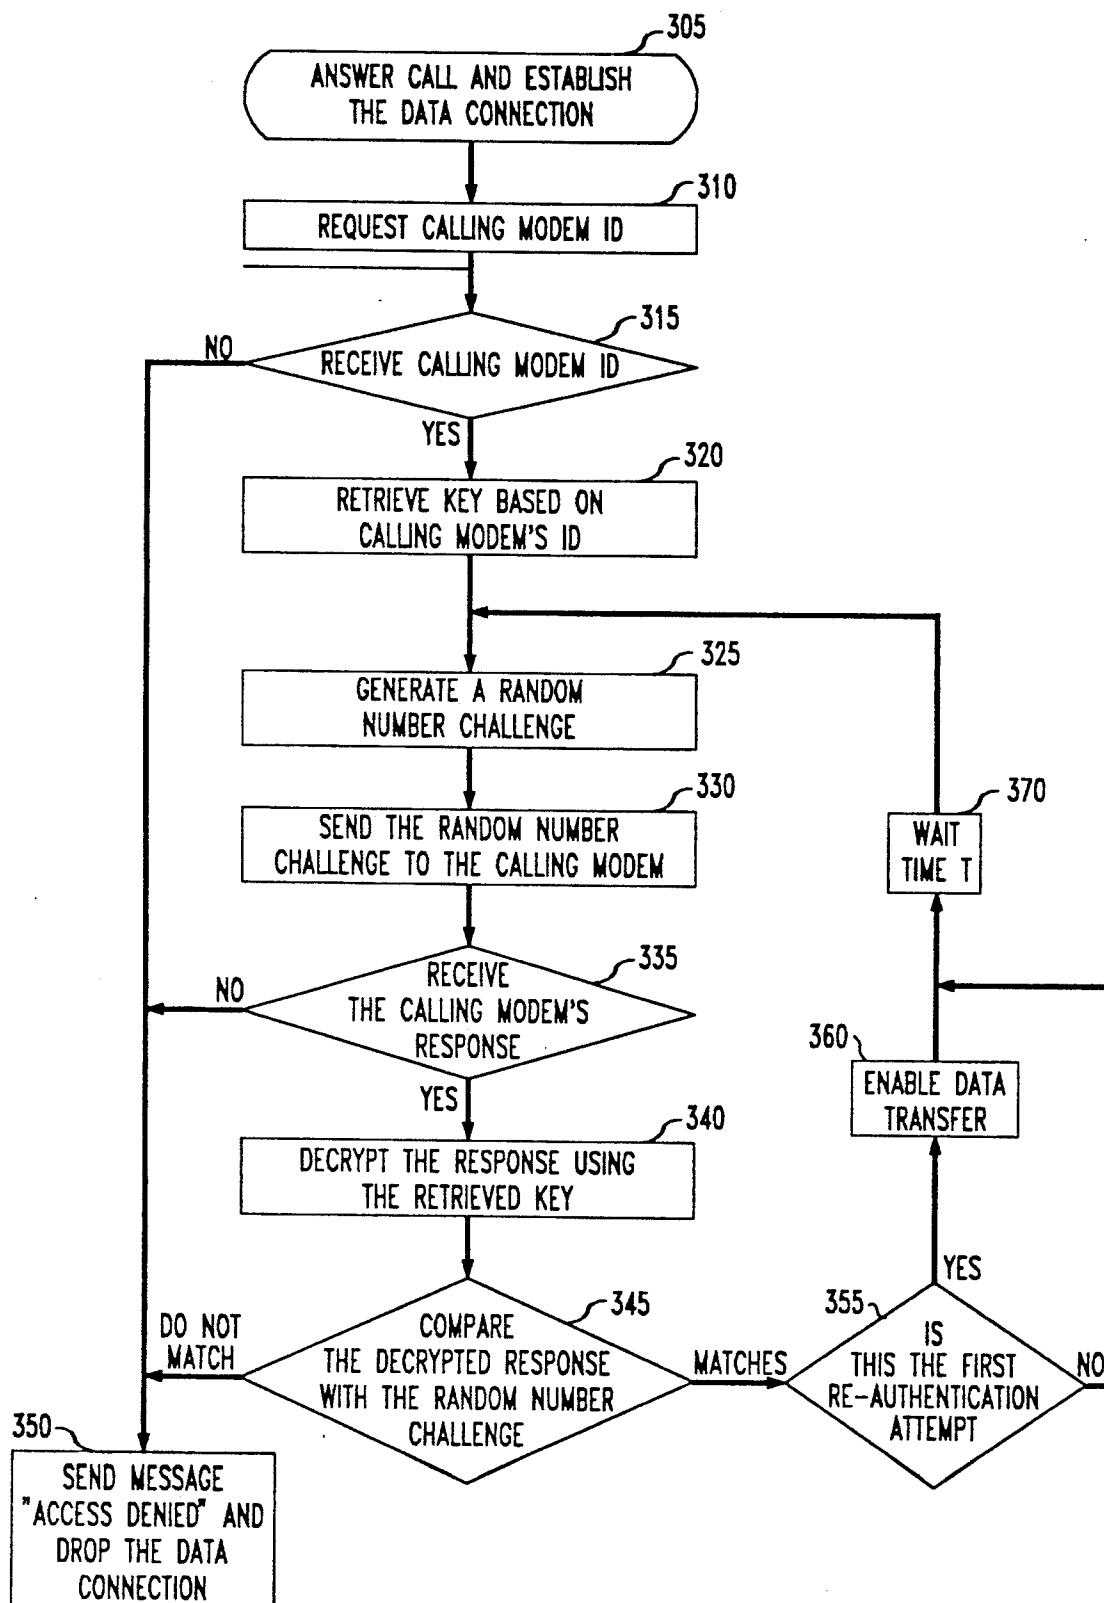 305
ANSWER CALL AND ESTABLISH
THE DATA CONNECTION
310
REQUEST CALLING MODEM ID
315
NO
RECEIVE CALLING MODEM ID
YES
320
RETRIEVE KEY BASED ON
CALLING MODEM'S ID
325
GENERATE A RANDOM
NUMBER CHALLENGE
330
SEND THE RANDOM NUMBER
CHALLENGE TO THE CALLING MODEM
370
WAIT
TIME T
335
NO
RECEIVE
THE CALLING MODEM'S
RESPONSE
YES
360
ENABLE DATA
TRANSFER
340
DECRYPT THE RESPONSE USING
THE RETRIEVED KEY
YES
345
DO NOT
MATCH
COMPARE
THE DECRYPTED RESPONSE
WITH THE RANDOM NUMBER
CHALLENGE
MATCHES
355
IS
THIS THE FIRST
RE-AUTHENTICATION
ATTEMPT
NO
350
SEND MESSAGE
"ACCESS DENIED" AND
DROP THE DATA
CONNECTION